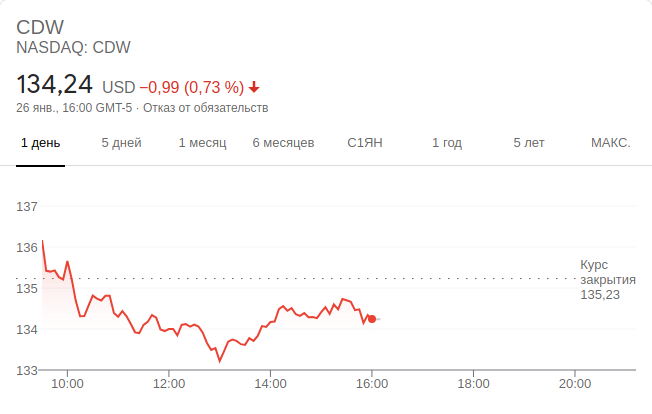 CDW
NASDAQ: CDW
134,24 USD −0,99 (0,73 %)
26 янв., 16:00 GMT-5 · Отказ от обязательств
1 день 5 дней 1 месяц 6 месяцев С1ЯН 1 год 5 лет МАКС.
137
136
Курс
закрытия
135,23
135
134
133
10:00 12:00 14:00 16:00 18:00 20:00